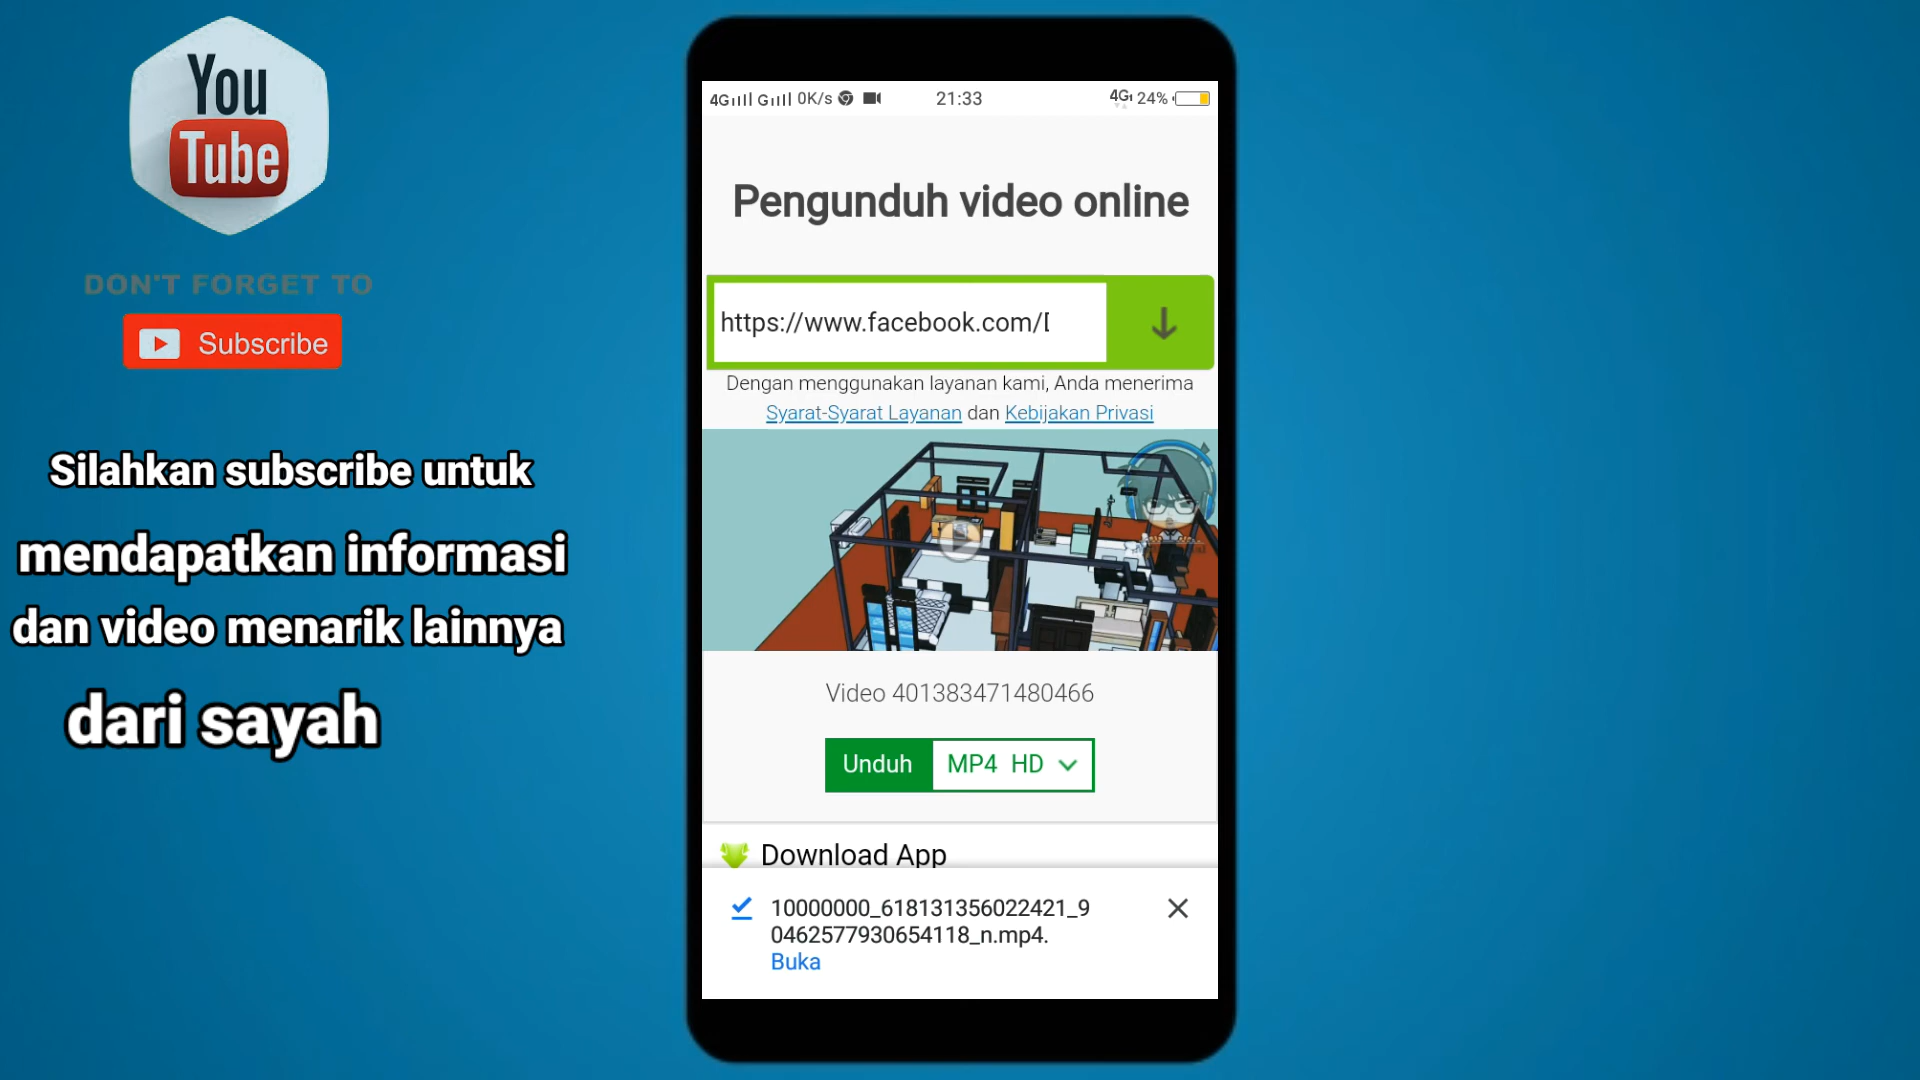 You
Tube
DON'T FORGET TO
Subscribe
Silahkan subscribe untuk
mendapatkan informasi
dan video menarik lainnya
dari sayah
4G G 0K/s 21:33 4G 24%
Pengunduh video online
https://www.facebook.com/
Dengan menggunakan layanan kami, Anda menerima
Syarat-Syarat Layanan dan Kebijakan Privasi
Video 401383471480466
Unduh MP4 HD
Download App
10000000_618131356022421_9
0462577930654118_n.mp4.
Buka